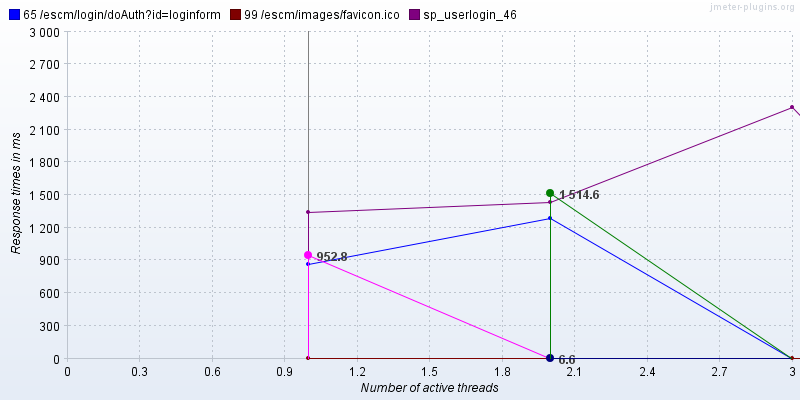 jmeter-plugins.org
65 /escm/login/doAuth?id=loginform 99 /escm/images/favicon.ico sp_userlogin_46
3 000
2 700
2 400
2 100
1 800
1 500
1 200
900
600
300
0
Response times in ms
1 514.6
952.8
6.6
0 0.3 0.6 0.9 1.2 1.5 1.8 2.1 2.4 2.7 3
Number of active threads